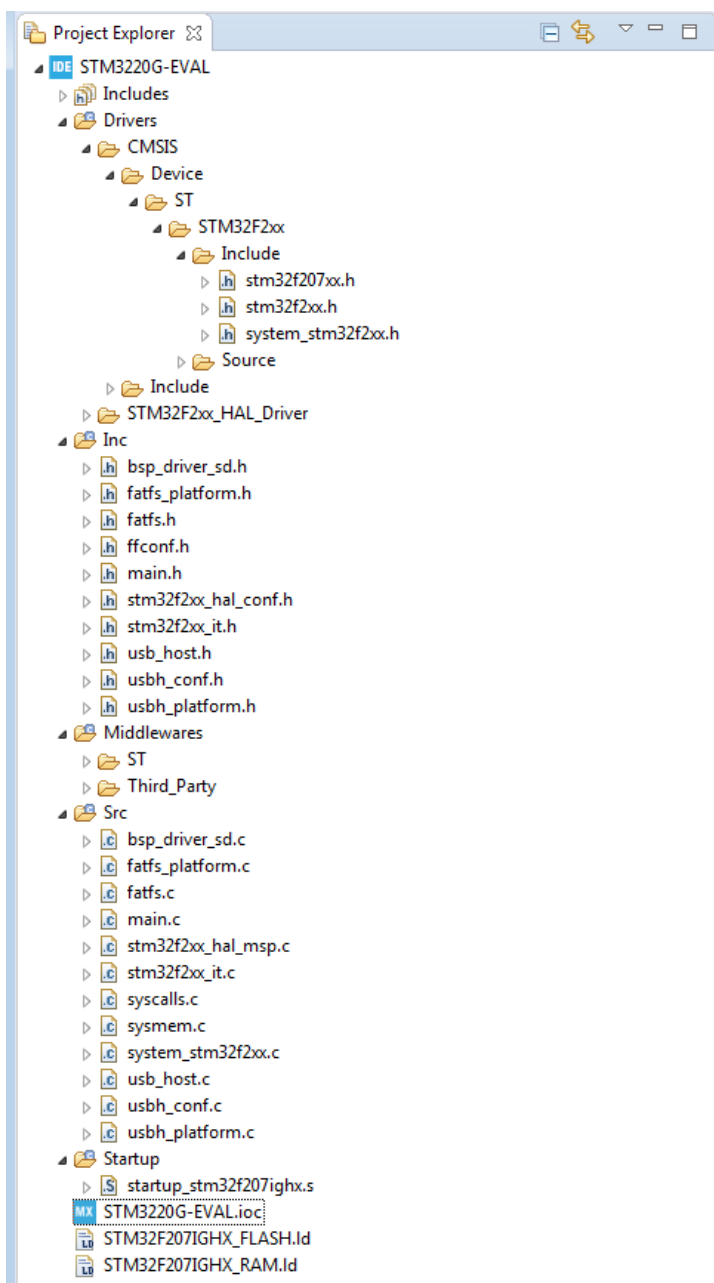 Project Explorer
IDE STM3220G-EVAL
Includes
Drivers
CMSIS
Device
ST
STM32F2xx
Include
.h stm32f207xx.h
.h stm32f2xx.h
.h system_stm32f2xx.h
Source
Include
STM32F2xx_HAL_Driver
Inc
.h bsp_driver_sd.h
.h fatfs_platform.h
.h fatfs.h
.h ffconf.h
.h main.h
.h stm32f2xx_hal_conf.h
.h stm32f2xx_it.h
.h usb_host.h
.h usbh_conf.h
.h usbh_platform.h
Middlewares
ST
Third_Party
Src
.c bsp_driver_sd.c
.c fatfs_platform.c
.c fatfs.c
.c main.c
.c stm32f2xx_hal_msp.c
.c stm32f2xx_it.c
.c syscalls.c
.c sysmem.c
.c system_stm32f2xx.c
.c usb_host.c
.c usbh_conf.c
.c usbh_platform.c
Startup
.S startup_stm32f207ighx.s
MX STM3220G-EVAL.ioc
LD STM32F207IGHX_FLASH.ld
LD STM32F207IGHX_RAM.ld